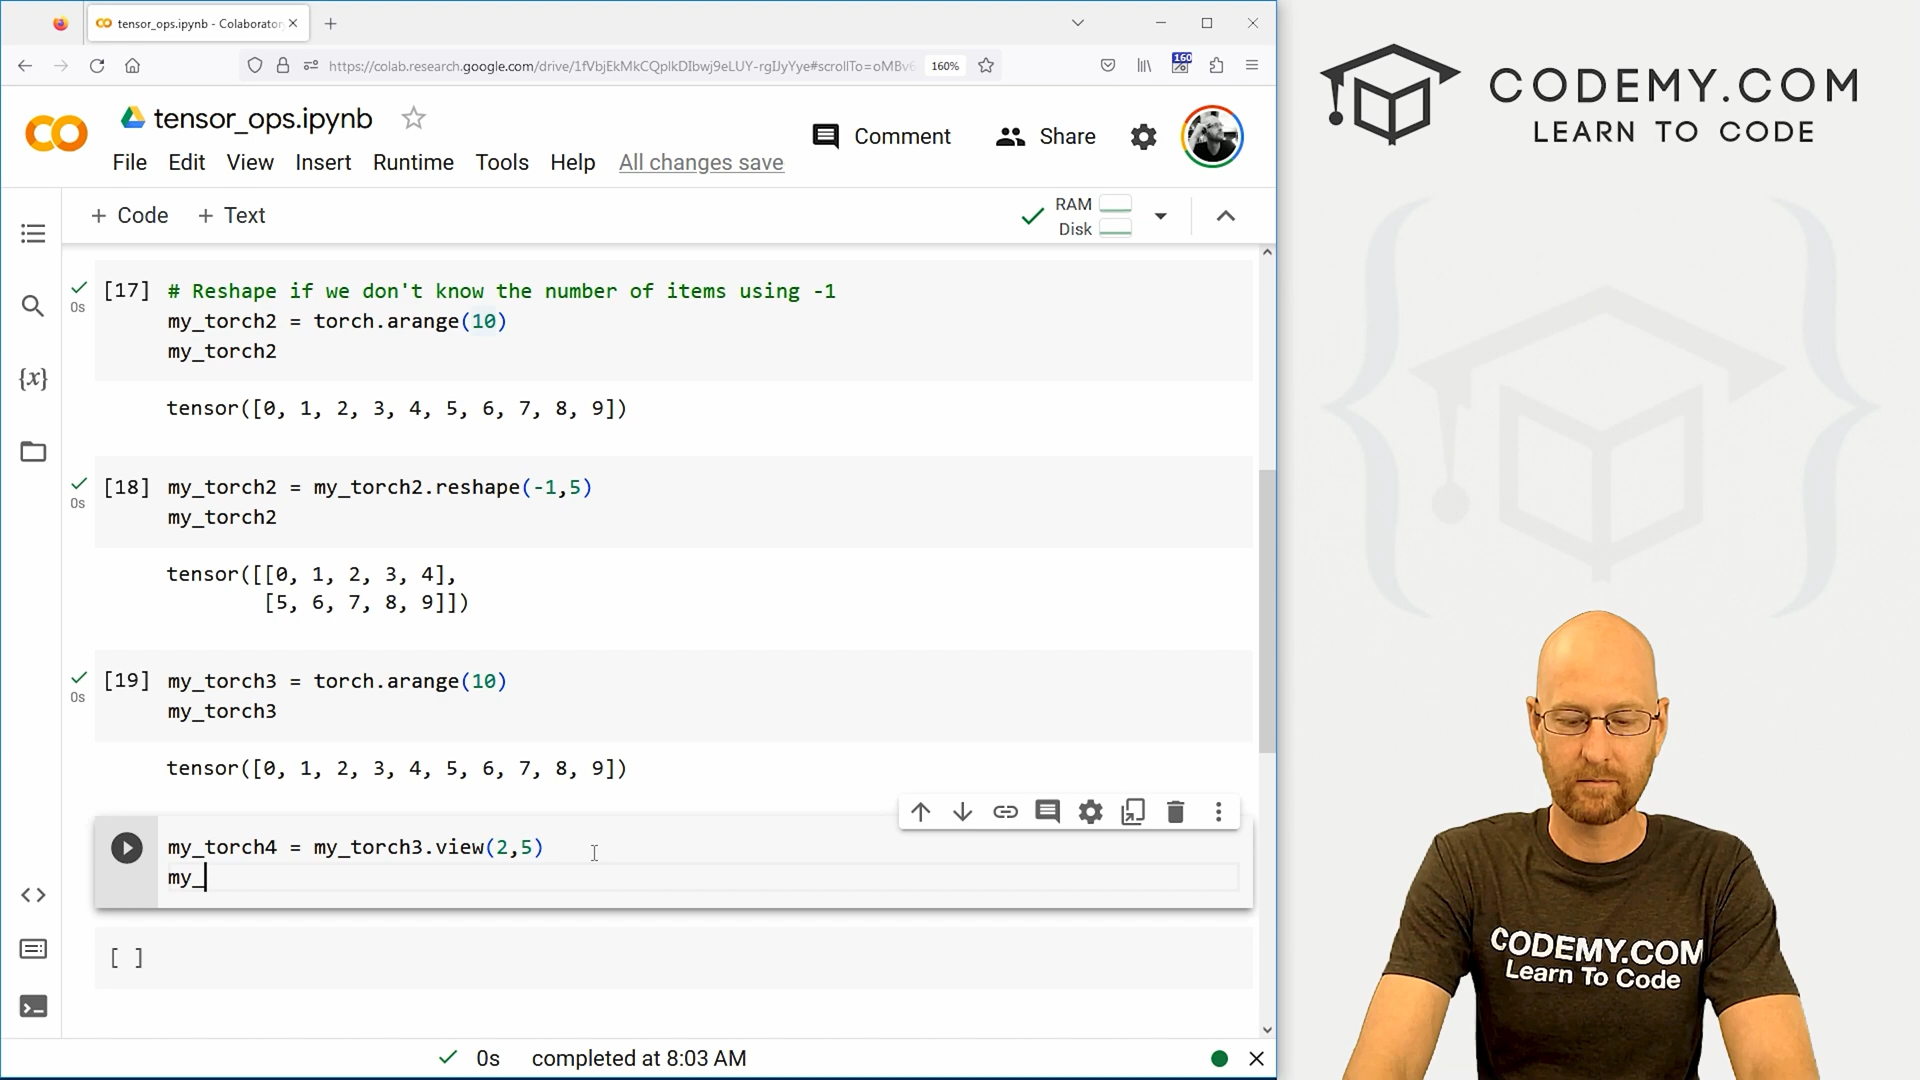 tensor_ops.ipynb - Colaborator
https://colab.research.google.com/drive/1fVbjEkMkCQplkDIbwj9eLUY-rgIJyYye#scrollTo=oMBv6
160%
160
tensor_ops.ipynb
Comment
Share
File Edit View Insert Runtime Tools Help All changes save
+ Code + Text
RAM
Disk
[17] # Reshape if we don't know the number of items using -1
0s
my_torch2 = torch.arange(10)
my_torch2
tensor([0, 1, 2, 3, 4, 5, 6, 7, 8, 9])
[18] my_torch2 = my_torch2.reshape(-1,5)
0s
my_torch2
tensor([[0, 1, 2, 3, 4],
[5, 6, 7, 8, 9]])
[19] my_torch3 = torch.arange(10)
0s
my_torch3
tensor([0, 1, 2, 3, 4, 5, 6, 7, 8, 9])
my_torch4 = my_torch3.view(2,5)
my_
[ ]
0s completed at 8:03 AM
CODEMY.COM
LEARN TO CODE
CODEMY.COM
Learn To Code